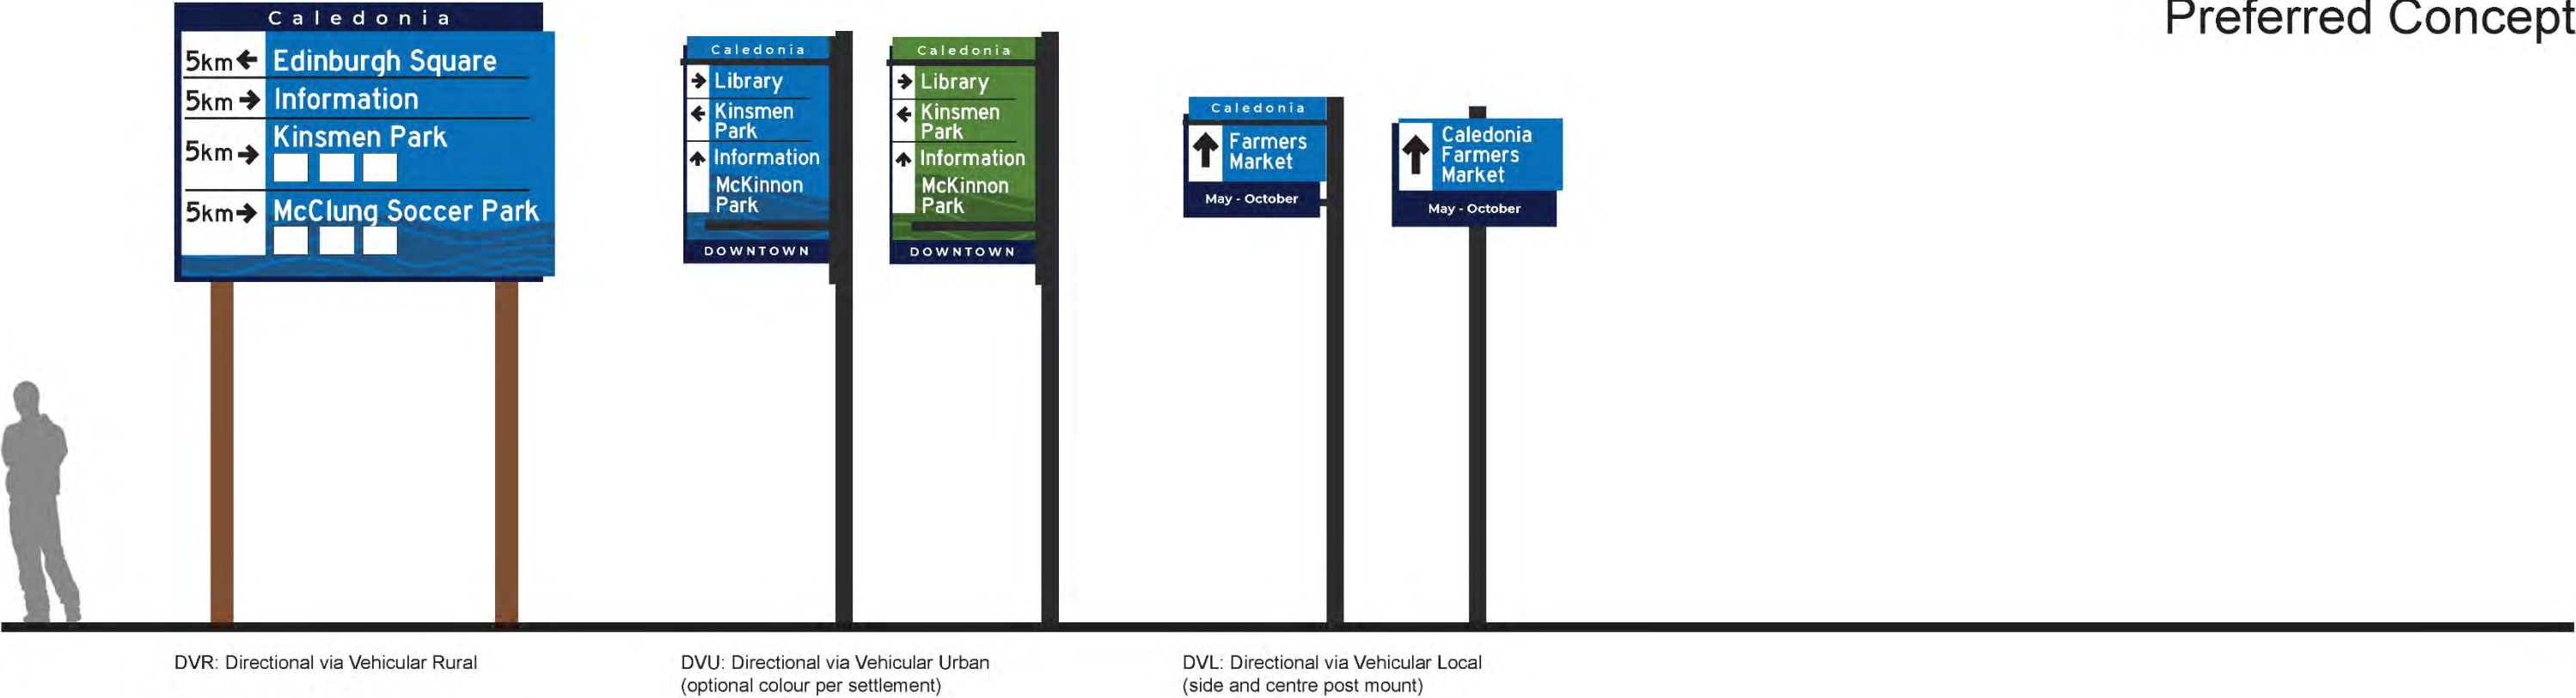 Preferred Concept
Caledonia
5km Edinburgh Square
5km Information
5km Kinsmen Park
5km McClung Soccer Park
Caledonia
Library
Kinsmen
Park
Information
McKinnon
Park
DOWNTOWN
Caledonia
Library
Kinsmen
Park
Information
McKinnon
Park
DOWNTOWN
Caledonia
Farmers
Market
May - October
Caledonia
Farmers
Market
May - October
DVR: Directional via Vehicular Rural
DVU: Directional via Vehicular Urban
(optional colour per settlement)
DVL: Directional via Vehicular Local
(side and centre post mount)